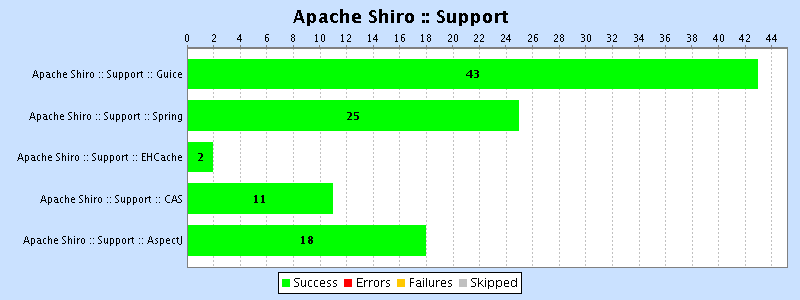 Apache Shiro :: Support
0 2 4 6 8 10 12 14 16 18 20 22 24 26 28 30 32 34 36 38 40 42 44
Apache Shiro :: Support :: Guice 43
Apache Shiro :: Support :: Spring 25
Apache Shiro :: Support :: EHCache 2
Apache Shiro :: Support :: CAS 11
Apache Shiro :: Support :: AspectJ 18
Success Errors Failures Skipped